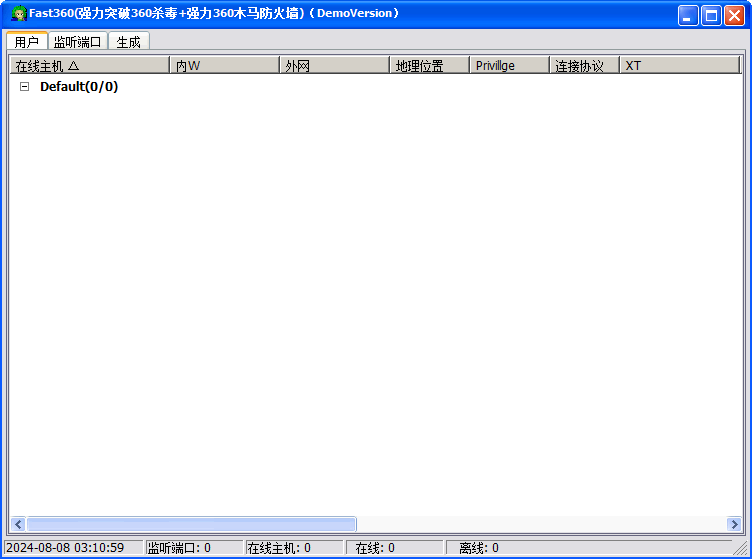 Fast360(强力突破360杀毒+强力360木马防火墙)（DemoVersion）
用户 监听端口 生成
在线主机 △ 内W 外网 地理位置 Privillge 连接协议 XT
Default(0/0)
2024-08-08 03:10:59 监听端口: 0 在线主机: 0 在线: 0 离线: 0